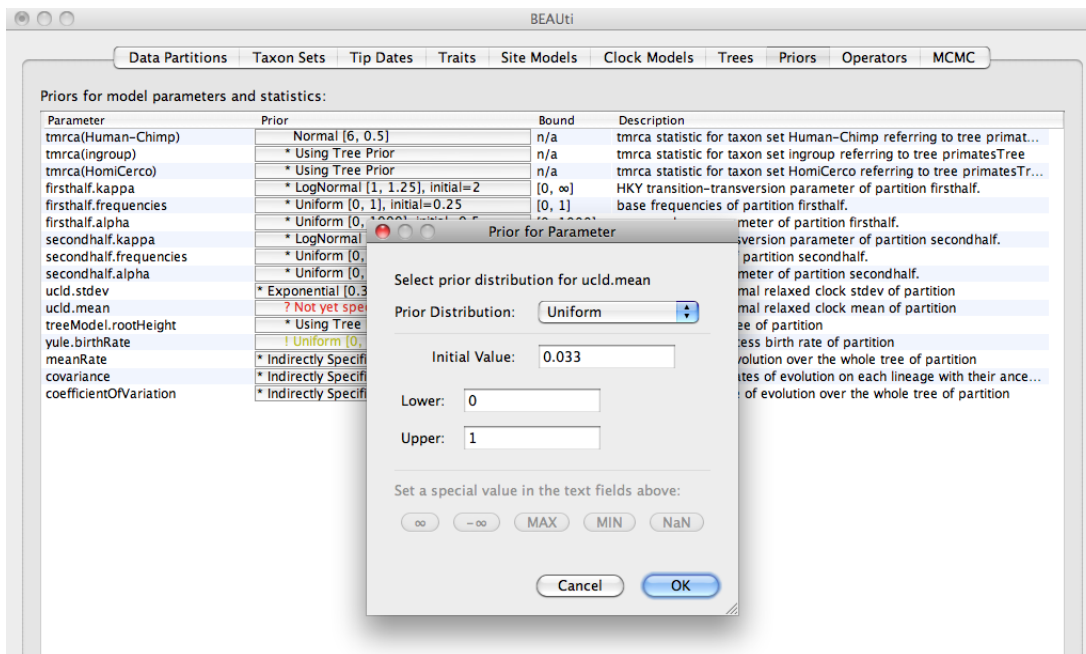 BEAUti
Data Partitions Taxon Sets Tip Dates Traits Site Models Clock Models Trees Priors Operators MCMC
Priors for model parameters and statistics:
Parameter Prior Bound Description
tmrca(Human-Chimp) Normal [6, 0.5] n/a tmrca statistic for taxon set Human-Chimp referring to tree primat...
tmrca(ingroup) * Using Tree Prior n/a tmrca statistic for taxon set ingroup referring to tree primatesTree
tmrca(HomiCerco) * Using Tree Prior n/a tmrca statistic for taxon set HomiCerco referring to tree primatesTr...
firsthalf.kappa * LogNormal [1, 1.25], initial=2 [0, ∞] HKY transition-transversion parameter of partition firsthalf.
firsthalf.frequencies * Uniform [0, 1], initial=0.25 [0, 1] base frequencies of partition firsthalf.
firsthalf.alpha * Uniform [0, meter of partition firsthalf.
secondhalf.kappa * LogNormal sversion parameter of partition secondhalf.
secondhalf.frequencies * Uniform [0, partition secondhalf.
secondhalf.alpha * Uniform [0, meter of partition secondhalf.
ucld.stdev * Exponential [0.3 mal relaxed clock stdev of partition
ucld.mean ? Not yet spe mal relaxed clock mean of partition
treeModel.rootHeight * Using Tree ee of partition
yule.birthRate ! Uniform [0, ess birth rate of partition
meanRate * Indirectly Specifi volution over the whole tree of partition
covariance * Indirectly Specifi tes of evolution on each lineage with their ance...
coefficientOfVariation * Indirectly Specifi of evolution over the whole tree of partition
Prior for Parameter
Select prior distribution for ucld.mean
Prior Distribution: Uniform
Initial Value: 0.033
Lower: 0
Upper: 1
Set a special value in the text fields above:
∞ -∞ MAX MIN NaN
Cancel OK